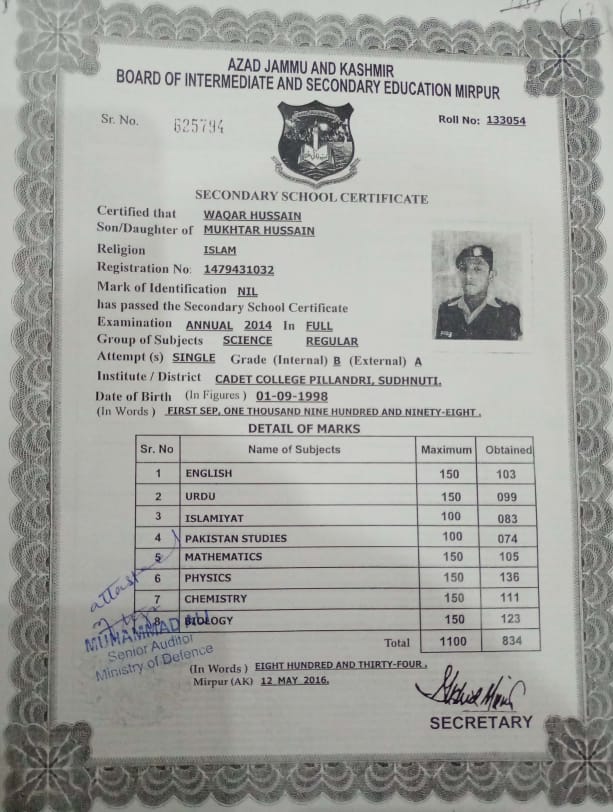 AZAD JAMMU AND KASHMIR
BOARD OF INTERMEDIATE AND SECONDARY EDUCATION MIRPUR
Sr. No. 625794 Roll No: 133054
SECONDARY SCHOOL CERTIFICATE
Certified that WAQAR HUSSAIN
Son/Daughter of MUKHTAR HUSSAIN
Religion ISLAM
Registration No: 1479431032
Mark of Identification NIL
has passed the Secondary School Certificate
Examination ANNUAL 2014 In FULL
Group of Subjects SCIENCE REGULAR
Attempt (s) SINGLE Grade (Internal) B (External) A
Institute / District CADET COLLEGE PILLANDRI, SUDHNUTI.
Date of Birth (In Figures ) 01-09-1998
(In Words ) FIRST SEP, ONE THOUSAND NINE HUNDRED AND NINETY-EIGHT .
DETAIL OF MARKS
Sr. No Name of Subjects Maximum Obtained
1 ENGLISH 150 103
2 URDU 150 099
3 ISLAMIYAT 100 083
4 PAKISTAN STUDIES 100 074
5 MATHEMATICS 150 105
6 PHYSICS 150 136
7 CHEMISTRY 150 111
8 BIOLOGY 150 123
Total 1100 834
MUHAMMAD ALI
Senior Auditor
Ministry of Defence
(In Words ) EIGHT HUNDRED AND THIRTY-FOUR .
Mirpur (AK) 12 MAY 2016.
SECRETARY